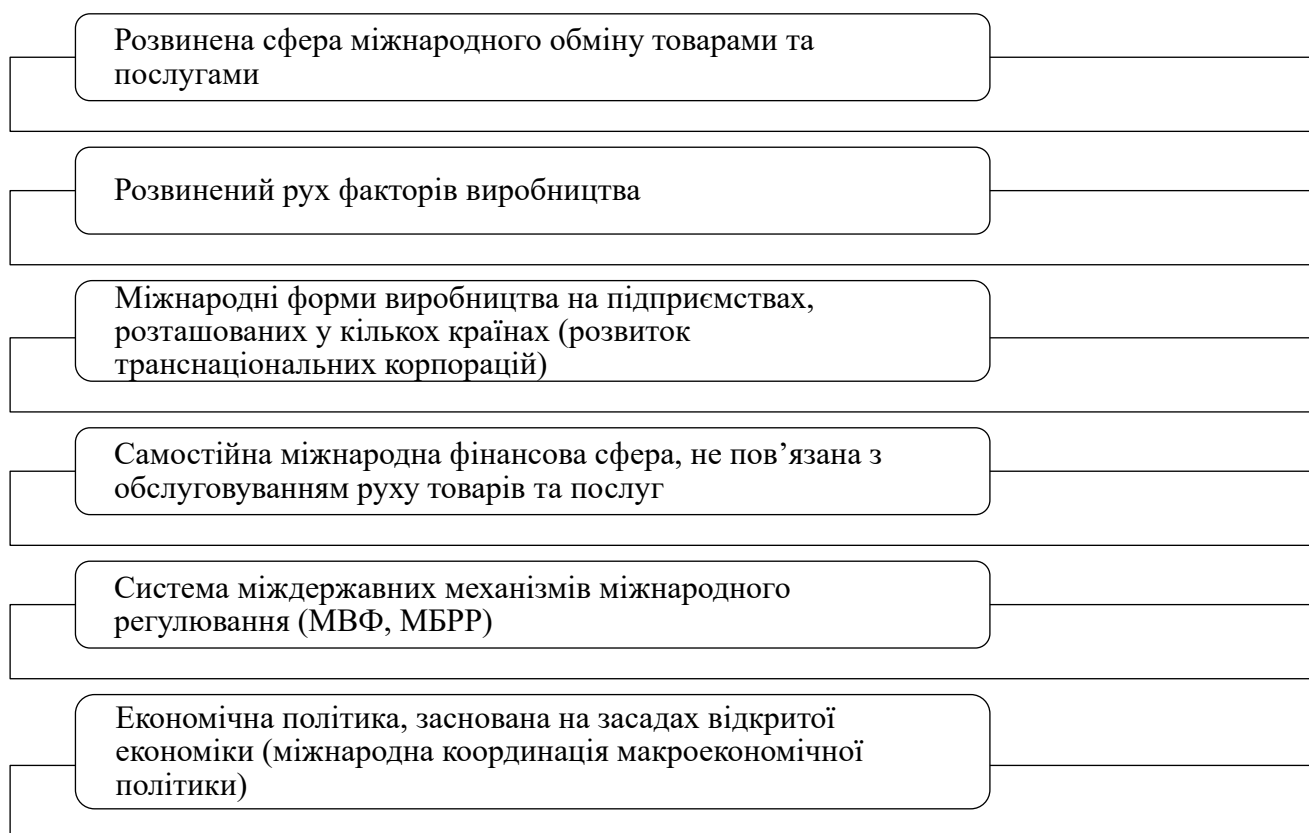 Розвинена сфера міжнародного обміну товарами та
послугами
Розвинений рух факторів виробництва
Міжнародні форми виробництва на підприємствах,
розташованих у кількох країнах (розвиток
транснаціональних корпорацій)
Самостійна міжнародна фінансова сфера, не пов’язана з
обслуговуванням руху товарів та послуг
Система міждержавних механізмів міжнародного
регулювання (МВФ, МБРР)
Економічна політика, заснована на засадах відкритої
економіки (міжнародна координація макроекономічної
політики)